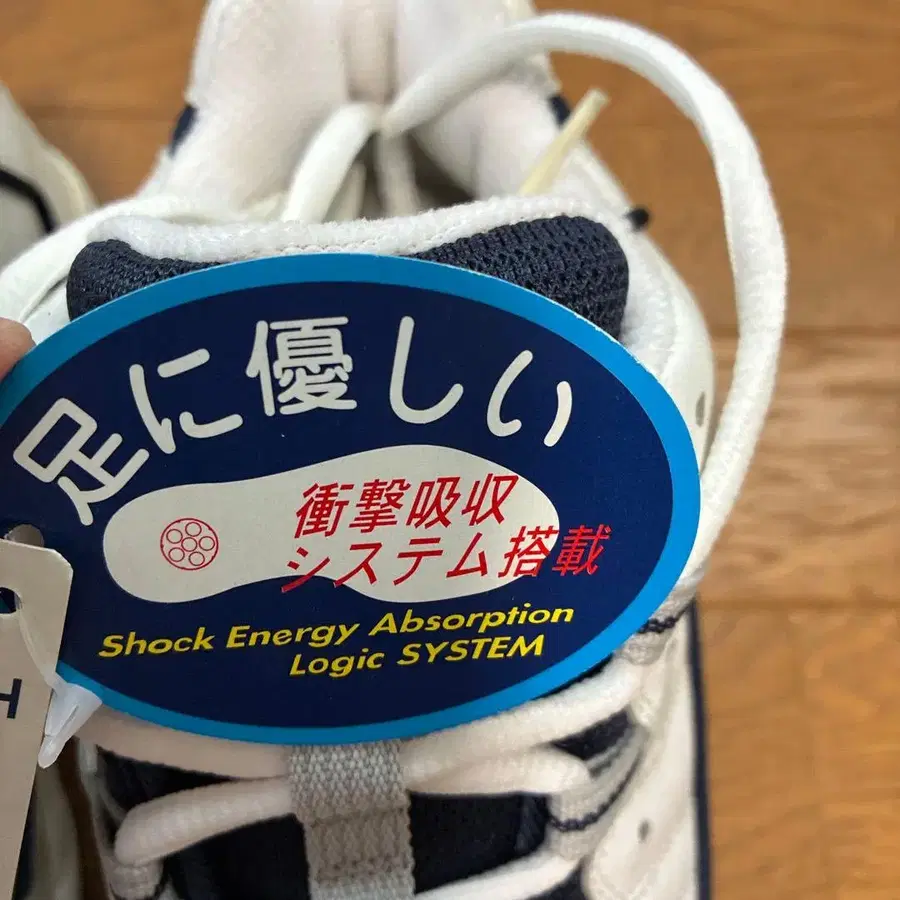 足に優しい
衝撃吸収
システム搭載
Shock Energy Absorption
Logic SYSTEM
H